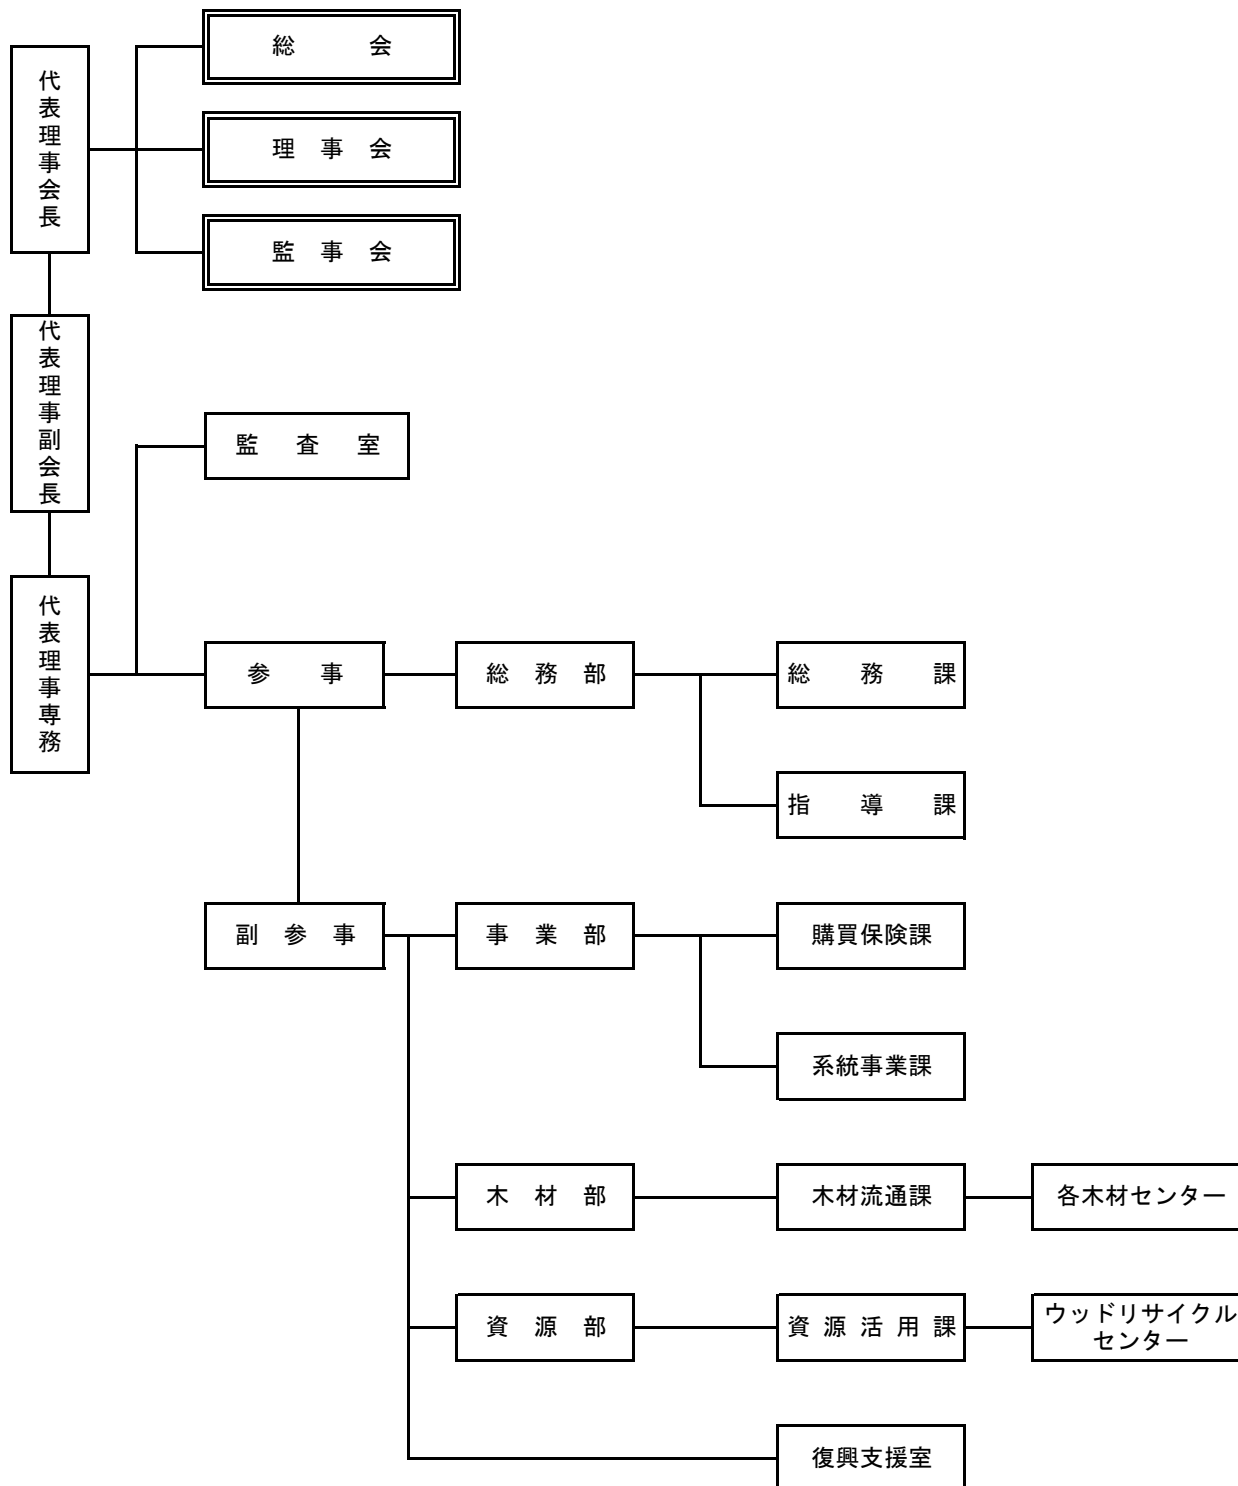 総会
代表理事会長
理事会
監事会
代表理事副会長
監査室
代表理事専務
参事
総務部
総務課
指導課
副参事
事業部
購買保険課
系統事業課
木材部
木材流通課
各木材センター
資源部
資源活用課
ウッドリサイクル
センター
復興支援室